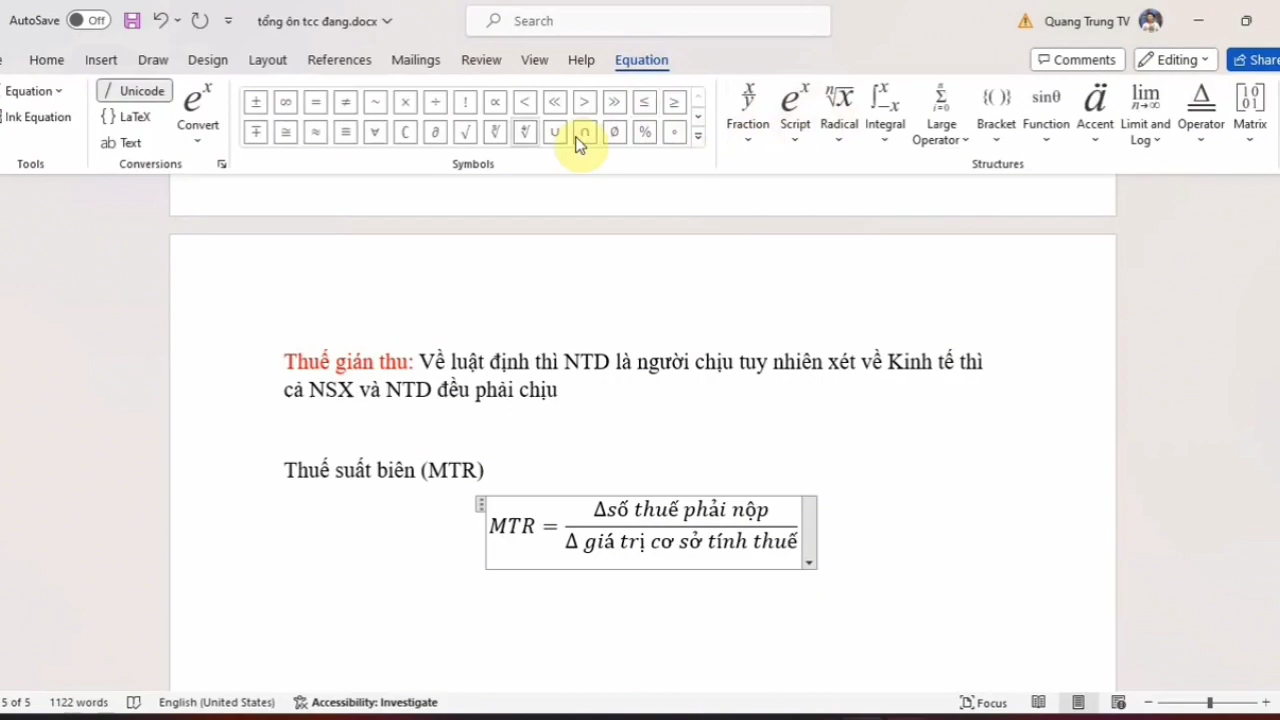 AutoSave Off tổng ôn tcc đang.docx Search Quang Trung TV
Home Insert Draw Design Layout References Mailings Review View Help Equation Comments Editing Share
Equation Unicode
Ink Equation { } LaTeX Convert
ab Text
± ∞ = ≠ ~ × ÷ ! ∝ < ≪ > ≫ ≤ ≥
∓ ≅ ≈ ≡ ∀ ∁ ∂ √ ∛ ∜ ∪ ∩ ∅ % °
Fraction Script Radical Integral Large Operator Bracket Function Accent Limit and Log Operator Matrix
Tools Conversions Symbols Structures
Thuế gián thu: Về luật định thì NTD là người chịu tuy nhiên xét về Kinh tế thì
cả NSX và NTD đều phải chịu
Thuế suất biên (MTR)
MTR = Δsố thuế phải nộp
Δ giá trị cơ sở tính thuế
5 of 5 1122 words English (United States) Accessibility: Investigate Focus